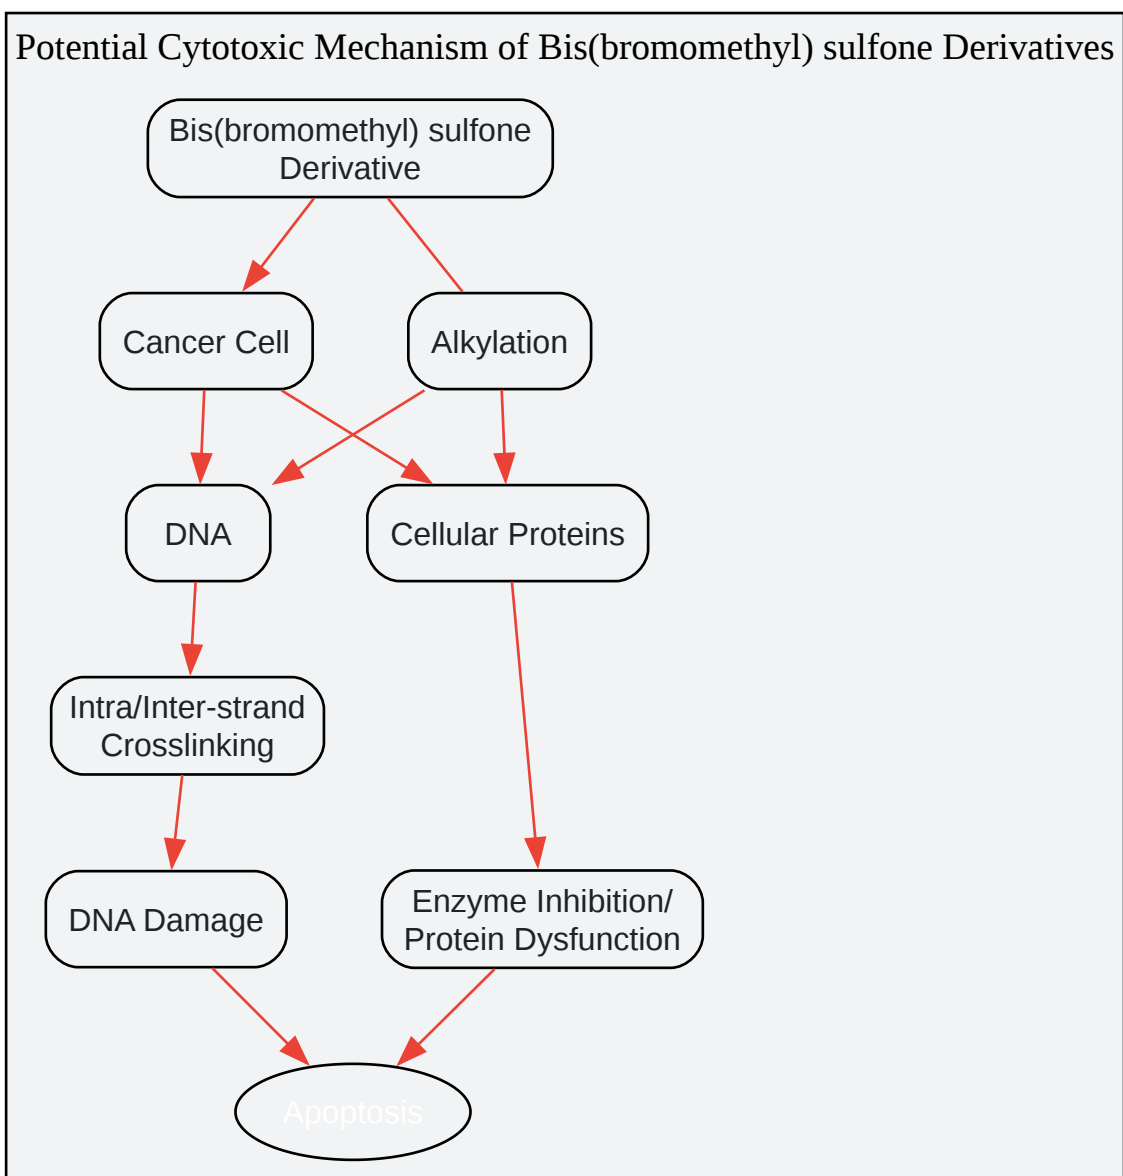 Potential Cytotoxic Mechanism of Bis(bromomethyl) sulfone Derivatives
Bis(bromomethyl) sulfone
Derivative
Cancer Cell
Alkylation
DNA
Cellular Proteins
Intra/Inter-strand
Crosslinking
DNA Damage
Enzyme Inhibition/
Protein Dysfunction
Apoptosis